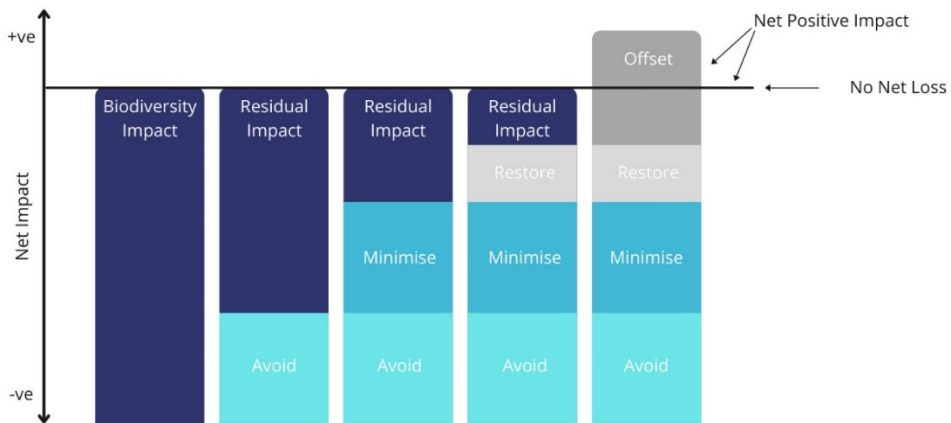 +ve
Net Positive Impact
Offset
No Net Loss
Biodiversity
Impact
Residual
Impact
Residual
Impact
Residual
Impact
Restore
Restore
Net Impact
Minimise
Minimise
Minimise
Avoid
Avoid
Avoid
Avoid
-ve